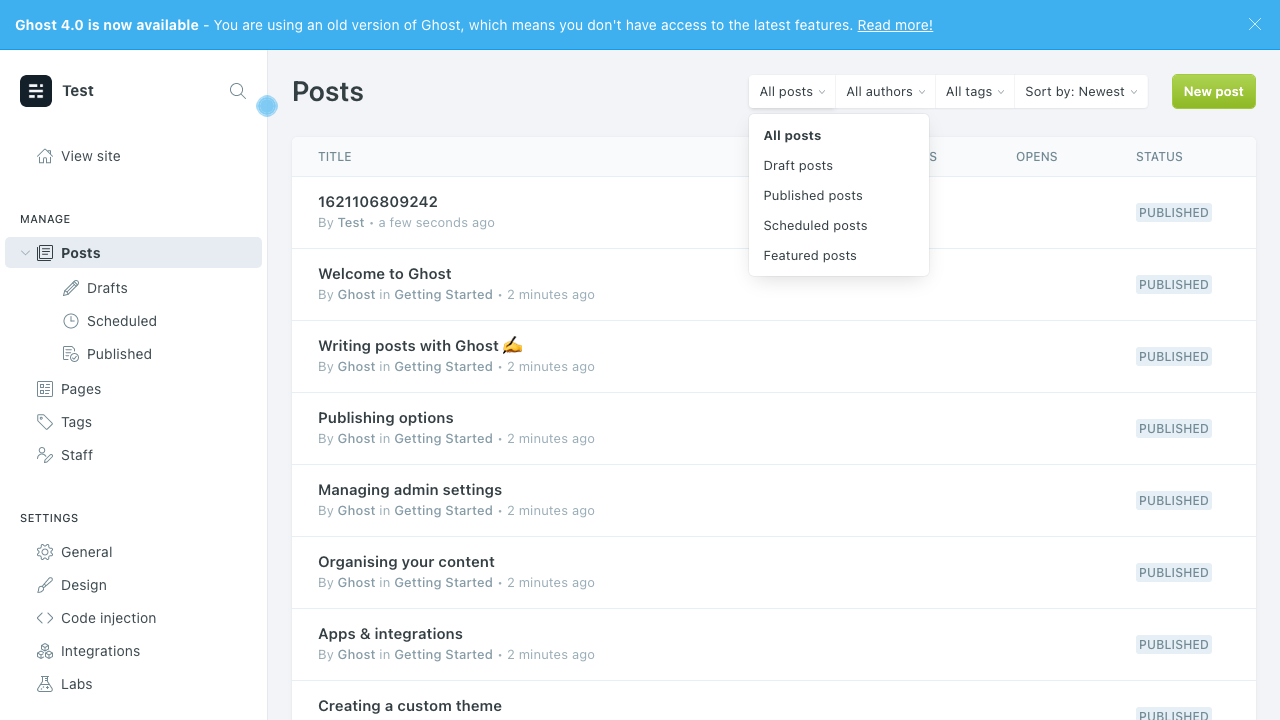 Ghost 4.0 is now available - You are using an old version of Ghost, which means you don't have access to the latest features. Read more!
Test
View site
MANAGE
Posts
Drafts
Scheduled
Published
Pages
Tags
Staff
SETTINGS
General
Design
Code injection
Integrations
Labs
Posts
All posts
All authors
All tags
Sort by: Newest
New post
All posts
Draft posts
Published posts
Scheduled posts
Featured posts
TITLE
OPENS
STATUS
1621106809242
By Test • a few seconds ago
PUBLISHED
Welcome to Ghost
By Ghost in Getting Started • 2 minutes ago
PUBLISHED
Writing posts with Ghost ✍️
By Ghost in Getting Started • 2 minutes ago
PUBLISHED
Publishing options
By Ghost in Getting Started • 2 minutes ago
PUBLISHED
Managing admin settings
By Ghost in Getting Started • 2 minutes ago
PUBLISHED
Organising your content
By Ghost in Getting Started • 2 minutes ago
PUBLISHED
Apps & integrations
By Ghost in Getting Started • 2 minutes ago
PUBLISHED
Creating a custom theme
PUBLISHED